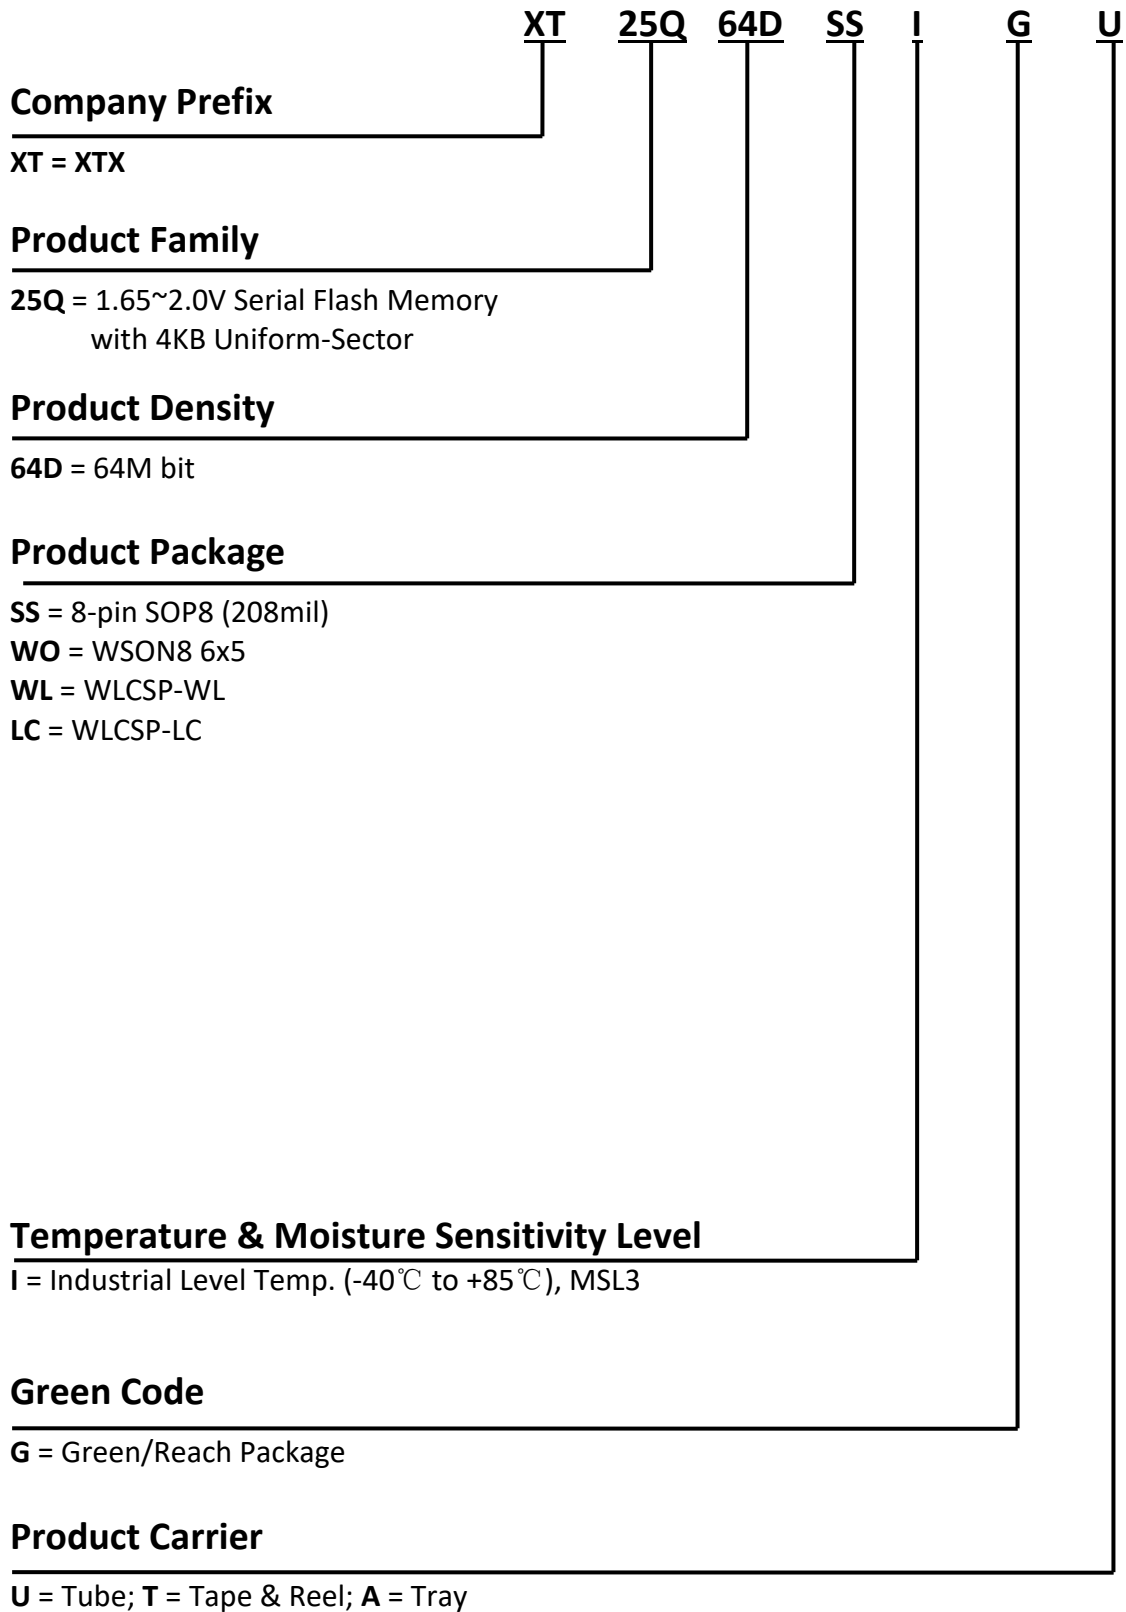 XT 25Q 64D SS I G U
Company Prefix
XT = XTX
Product Family
25Q = 1.65~2.0V Serial Flash Memory
with 4KB Uniform-Sector
Product Density
64D = 64M bit
Product Package
SS = 8-pin SOP8 (208mil)
WO = WSON8 6x5
WL = WLCSP-WL
LC = WLCSP-LC
Temperature & Moisture Sensitivity Level
I = Industrial Level Temp. (-40℃ to +85℃), MSL3
Green Code
G = Green/Reach Package
Product Carrier
U = Tube; T = Tape & Reel; A = Tray